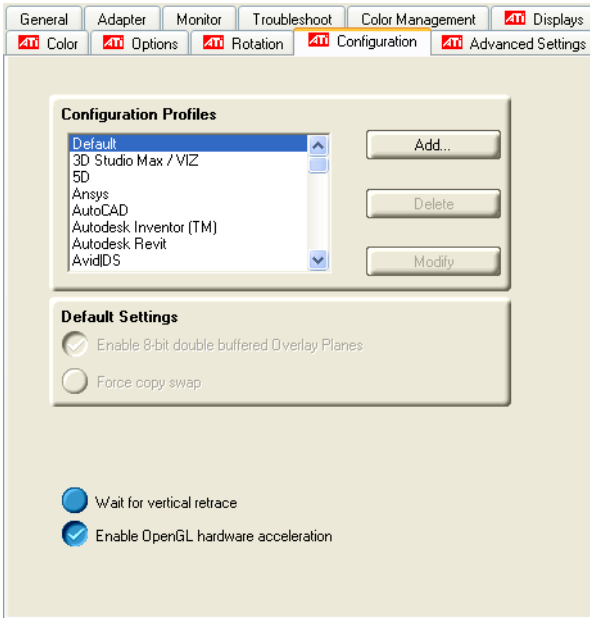 General Adapter Monitor Troubleshoot Color Management ATI Displays
ATI Color ATI Options ATI Rotation ATI Configuration ATI Advanced Settings
Configuration Profiles
Default
3D Studio Max / VIZ
5D
Ansys
AutoCAD
Autodesk Inventor (TM)
Autodesk Revit
Avid|DS
Add...
Delete
Modify
Default Settings
Enable 8-bit double buffered Overlay Planes
Force copy swap
Wait for vertical retrace
Enable OpenGL hardware acceleration